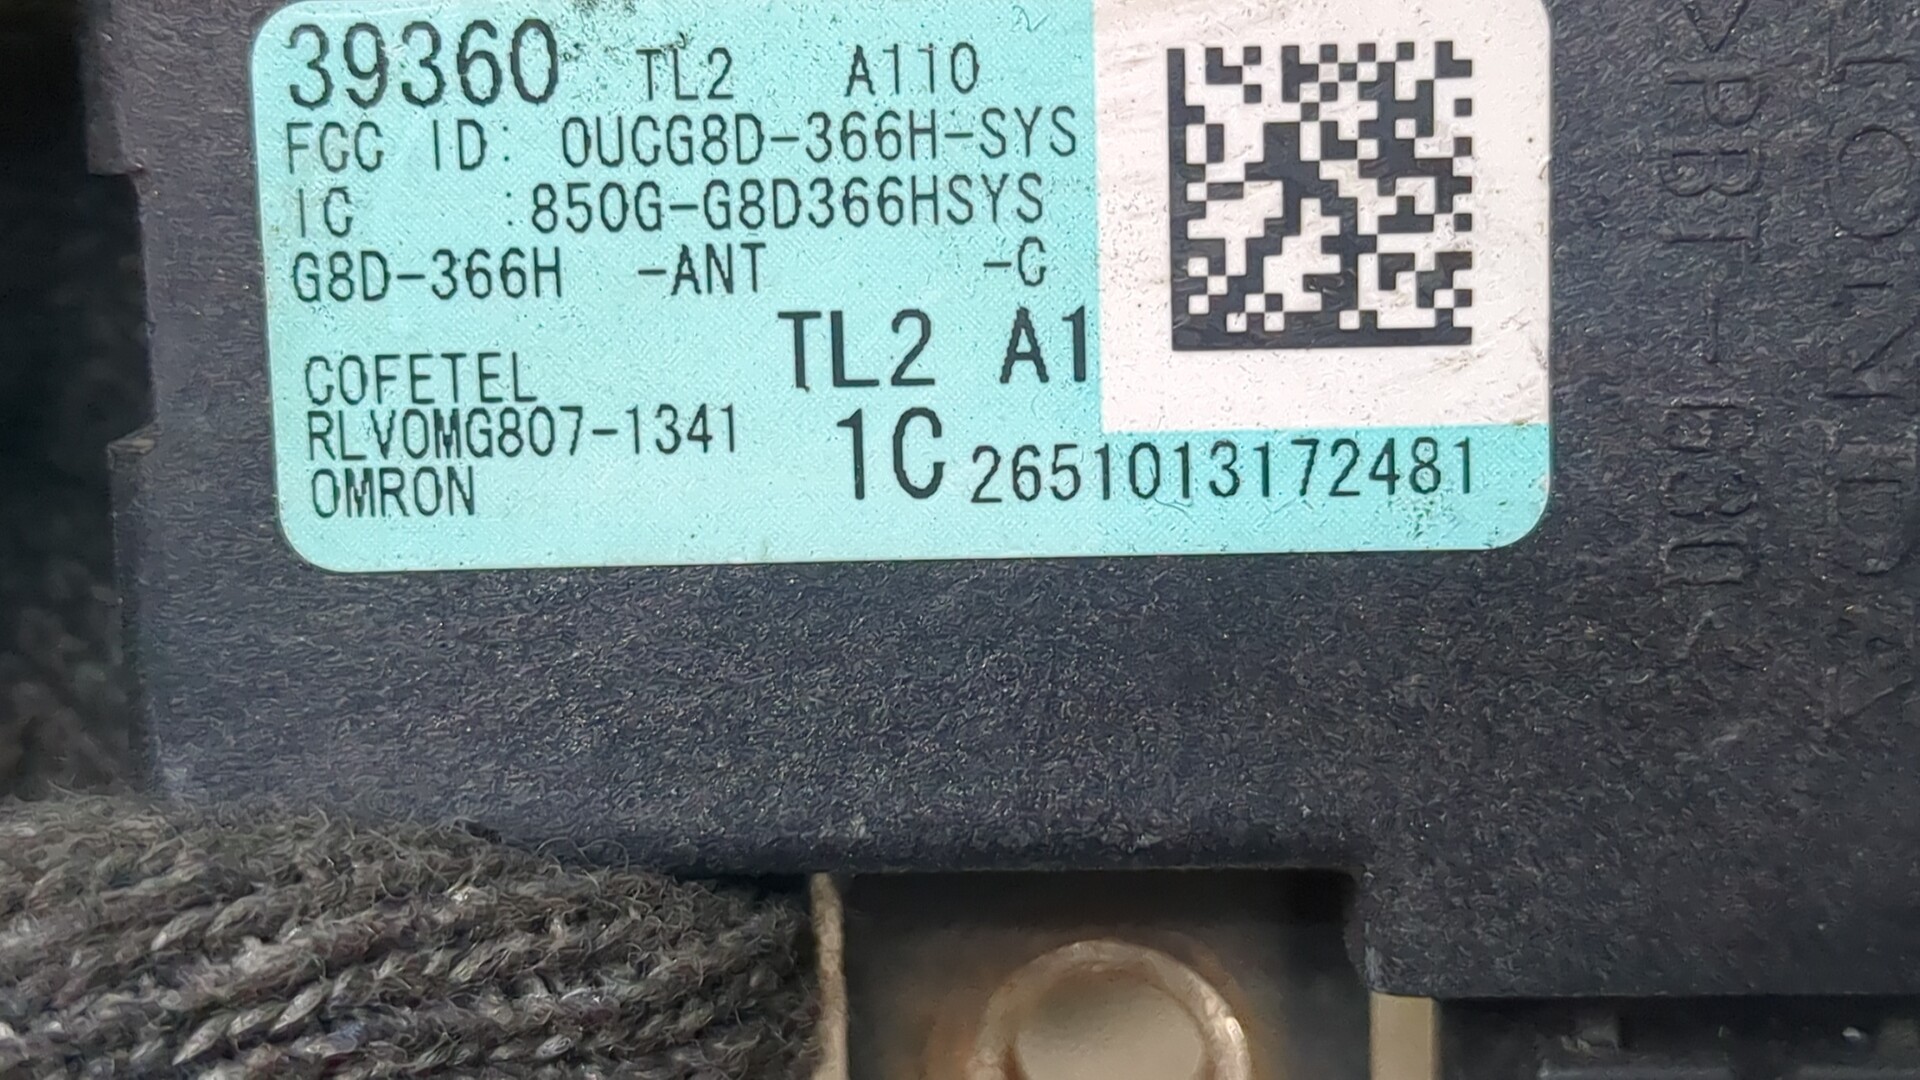 39360 TL2 A110
FCC ID: OUCG8D-366H-SYS
IC :850G-G8D366HSYS
G8D-366H -ANT -C
TL2 A1
COFETEL
RLVOMG807-1341
1C 2651013172481
OMRON